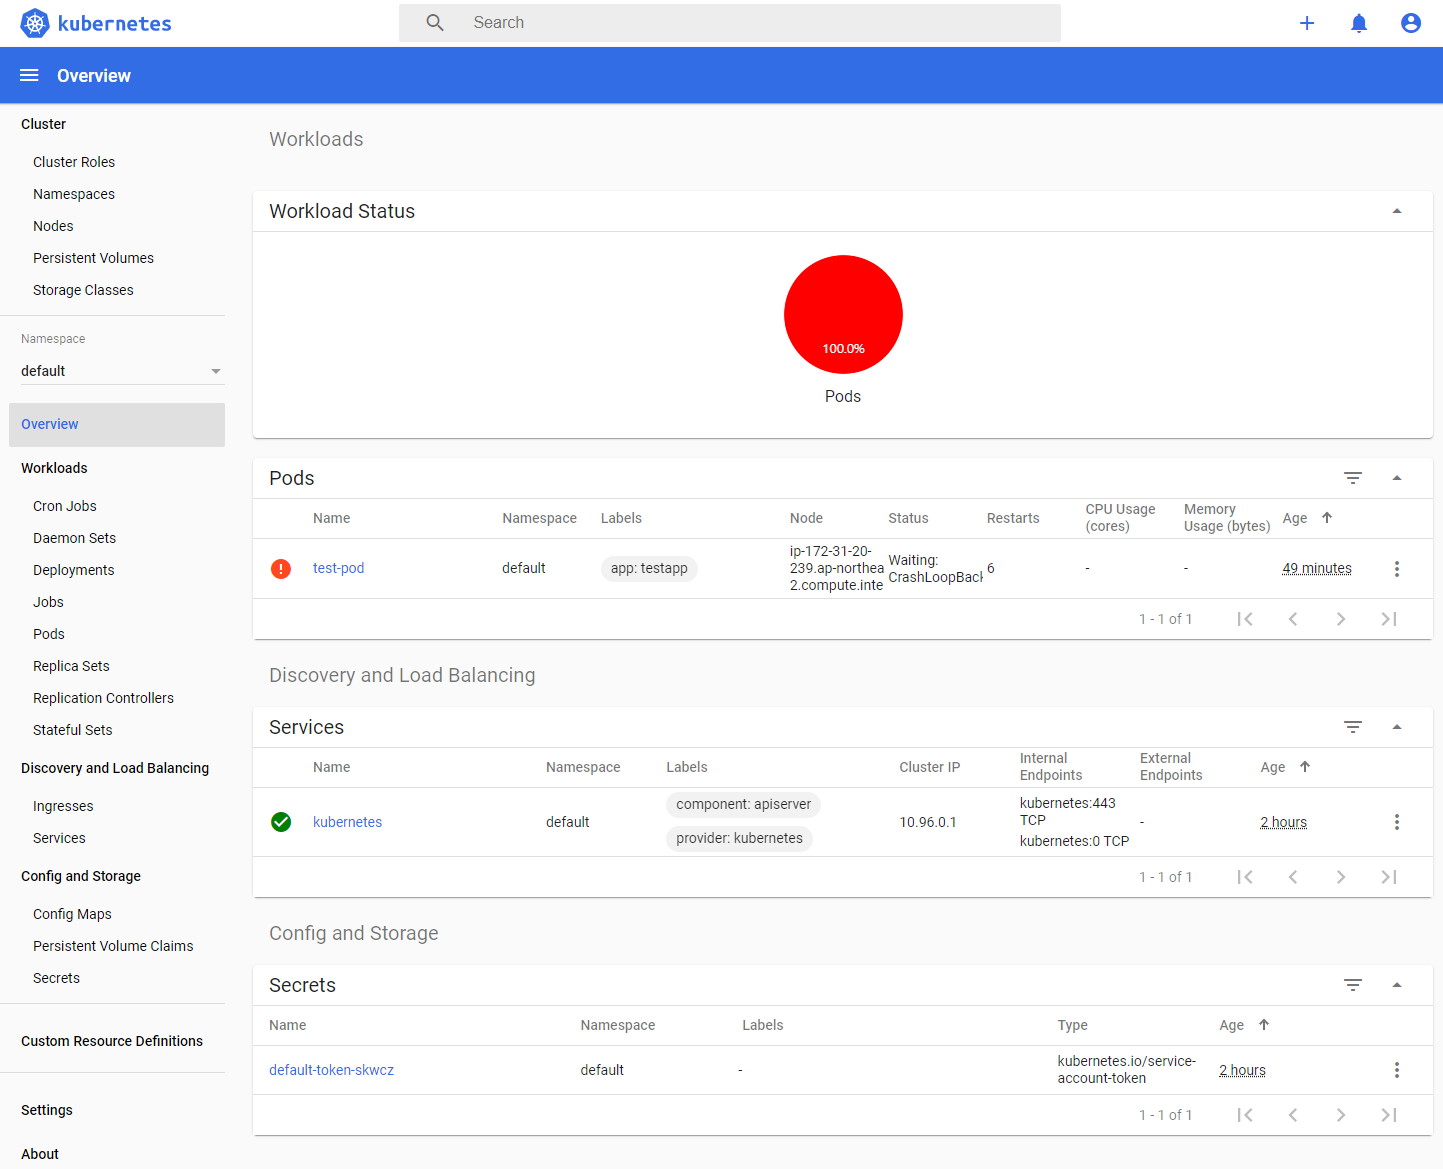 kubernetes
Search
Overview
Cluster
Cluster Roles
Namespaces
Nodes
Persistent Volumes
Storage Classes
Namespace
default
Overview
Workloads
Cron Jobs
Daemon Sets
Deployments
Jobs
Pods
Replica Sets
Replication Controllers
Stateful Sets
Discovery and Load Balancing
Ingresses
Services
Config and Storage
Config Maps
Persistent Volume Claims
Secrets
Custom Resource Definitions
Settings
About
Workloads
Workload Status
100.0%
Pods
Pods
Name Namespace Labels Node Status Restarts CPU Usage (cores) Memory Usage (bytes) Age
test-pod default app: testapp
ip-172-31-20-
239.ap-northea
2.compute.inte
Waiting:
CrashLoopBack
6 - - 49 minutes
1 - 1 of 1
Discovery and Load Balancing
Services
Name Namespace Labels Cluster IP Internal Endpoints External Endpoints Age
kubernetes default
component: apiserver
provider: kubernetes
10.96.0.1
kubernetes:443
TCP
kubernetes:0 TCP
- 2 hours
1 - 1 of 1
Config and Storage
Secrets
Name Namespace Labels Type Age
default-token-skwcz default -
kubernetes.io/service-
account-token
2 hours
1 - 1 of 1